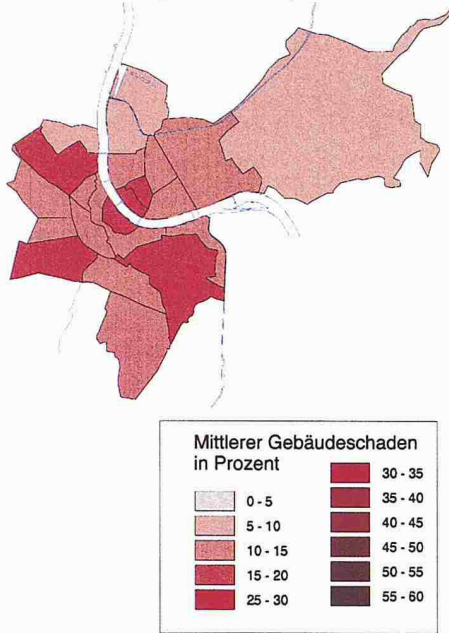 Mittlerer Gebäudeschaden
in Prozent
0 - 5
5 - 10
10 - 15
15 - 20
25 - 30
30 - 35
35 - 40
40 - 45
45 - 50
50 - 55
55 - 60